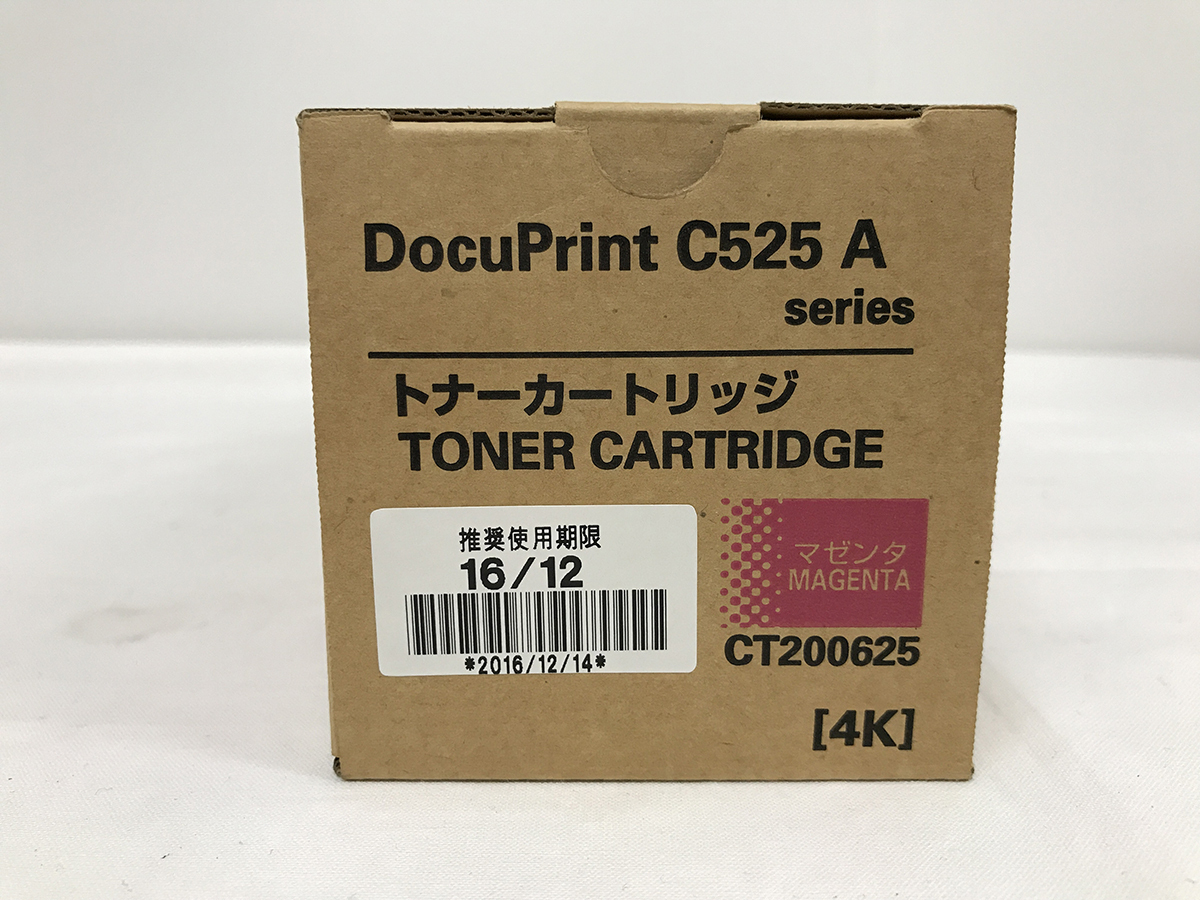 DocuPrint C525 A
series
トナーカートリッジ
TONER CARTRIDGE
推奨使用期限
16/12
*2016/12/14*
マゼンタ
MAGENTA
CT200625
[4K]